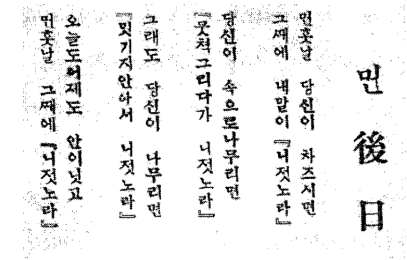 먼 後日
먼훗날 당신이 차즈시면
그때에 내말이 『니젓노라』
당신이 속으로나무리면
『뭇쳑그리다가 니젓노라』
그래도 당신이 나무리면
『밋기지안아서 니젓노라』
오늘도어제도 안이닛고
먼훗날 그때에 『니젓노라』